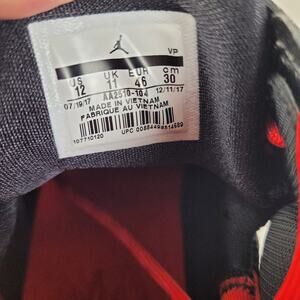 VP
US UK EUR cm
12 11 46 30
07/19/17 AA2510-104 12/11/17
MADE IN VIETNAM
FABRIQUE AU VIETNAM
107710120